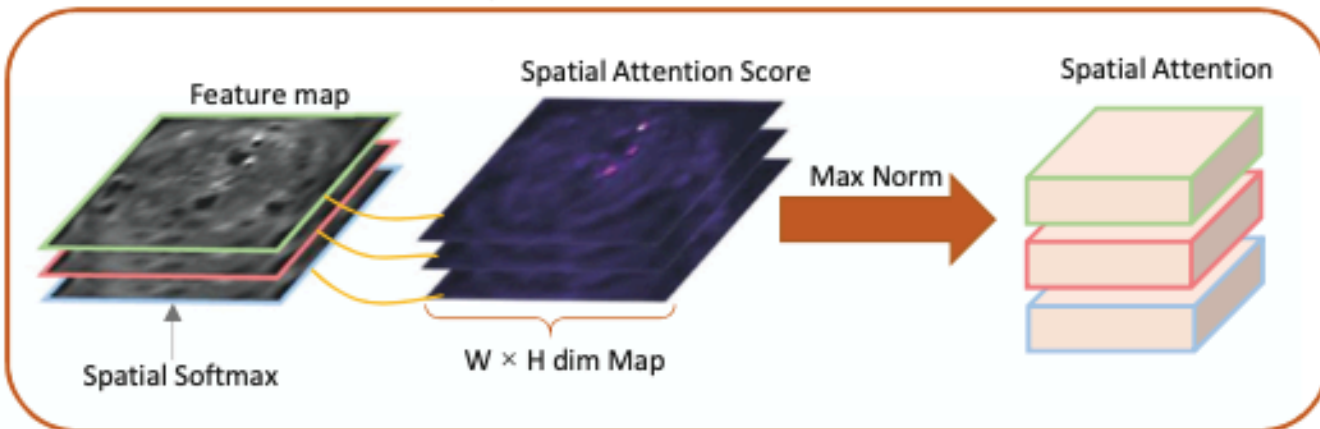 Feature map
Spatial Attention Score
Spatial Attention
Max Norm
W × H dim Map
Spatial Softmax